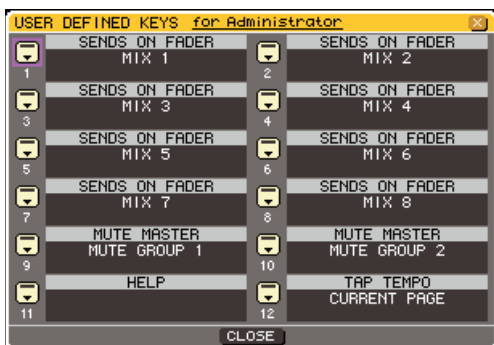 USER DEFINED KEYS for Administrator
SENDS ON FADER
MIX 1
1
SENDS ON FADER
MIX 2
2
SENDS ON FADER
MIX 3
3
SENDS ON FADER
MIX 4
4
SENDS ON FADER
MIX 5
5
SENDS ON FADER
MIX 6
6
SENDS ON FADER
MIX 7
7
SENDS ON FADER
MIX 8
8
MUTE MASTER
MUTE GROUP 1
9
MUTE MASTER
MUTE GROUP 2
10
HELP
11
TAP TEMPO
CURRENT PAGE
12
CLOSE